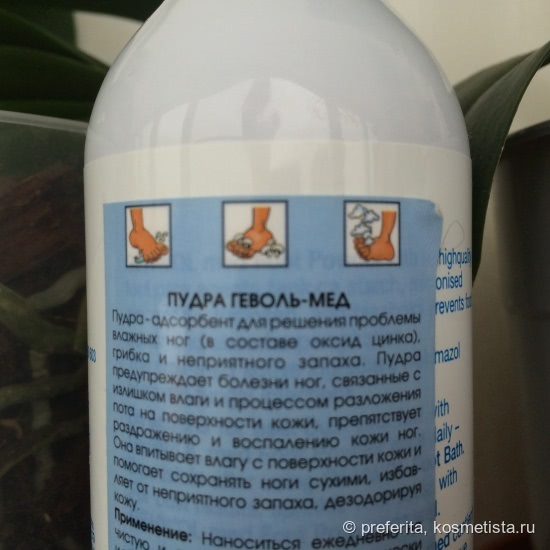 ПУДРА ГЕВОЛЬ-МЕД
Пудра - адсорбент для решения проблемы
влажных ног (в составе оксид цинка),
грибка и неприятного запаха. Пудра
предупреждает болезни ног, связанные с
излишком влаги и процессом разложения
пота на поверхности кожи, препятствует
раздражению и воспалению кожи ног.
Она впитывает влагу с поверхности кожи и
помогает сохранять ноги сухими, избав-
ляет от неприятного запаха, дезодорируя
кожу.
Применение: Наноситься ежедневно
чистую и
highquality
onised
revents
mazol
with
daily –
Bath.
with
© preferita, kosmetista.ru